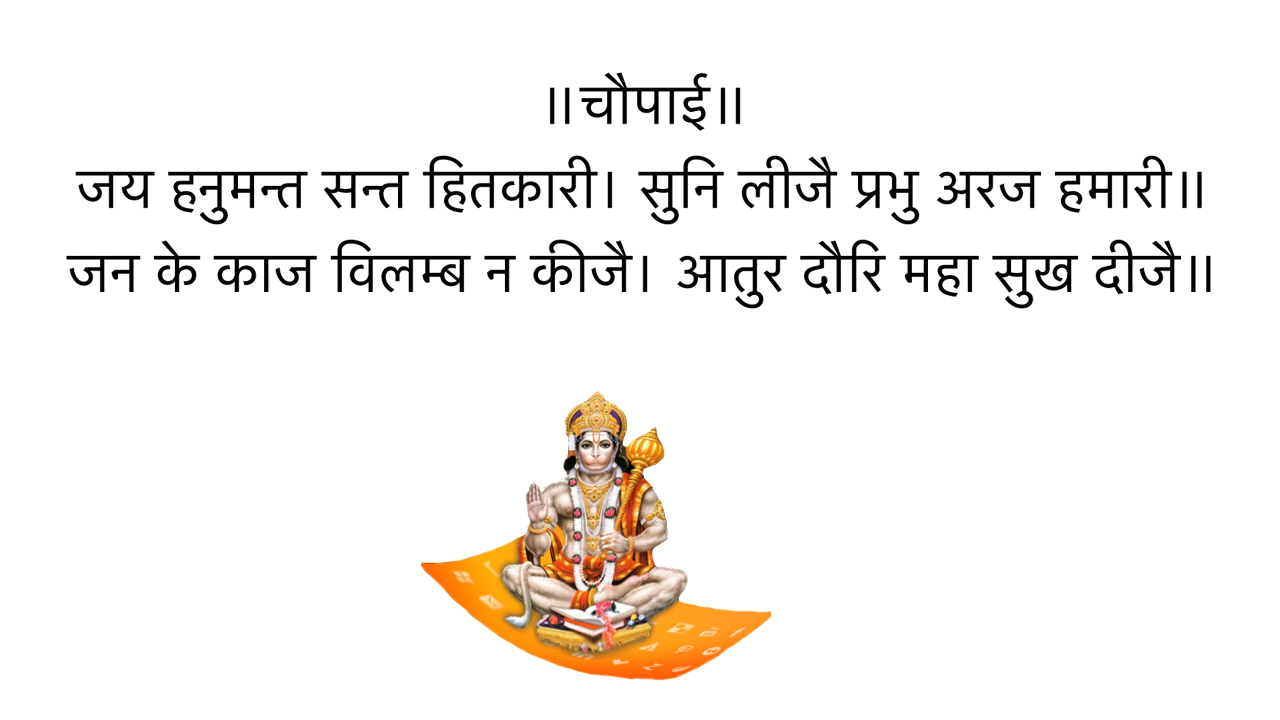 ॥चौपाई॥
जय हनुमन्त सन्त हितकारी। सुनि लीजै प्रभु अरज हमारी॥
जन के काज विलम्ब न कीजै। आतुर दौरि महा सुख दीजै॥